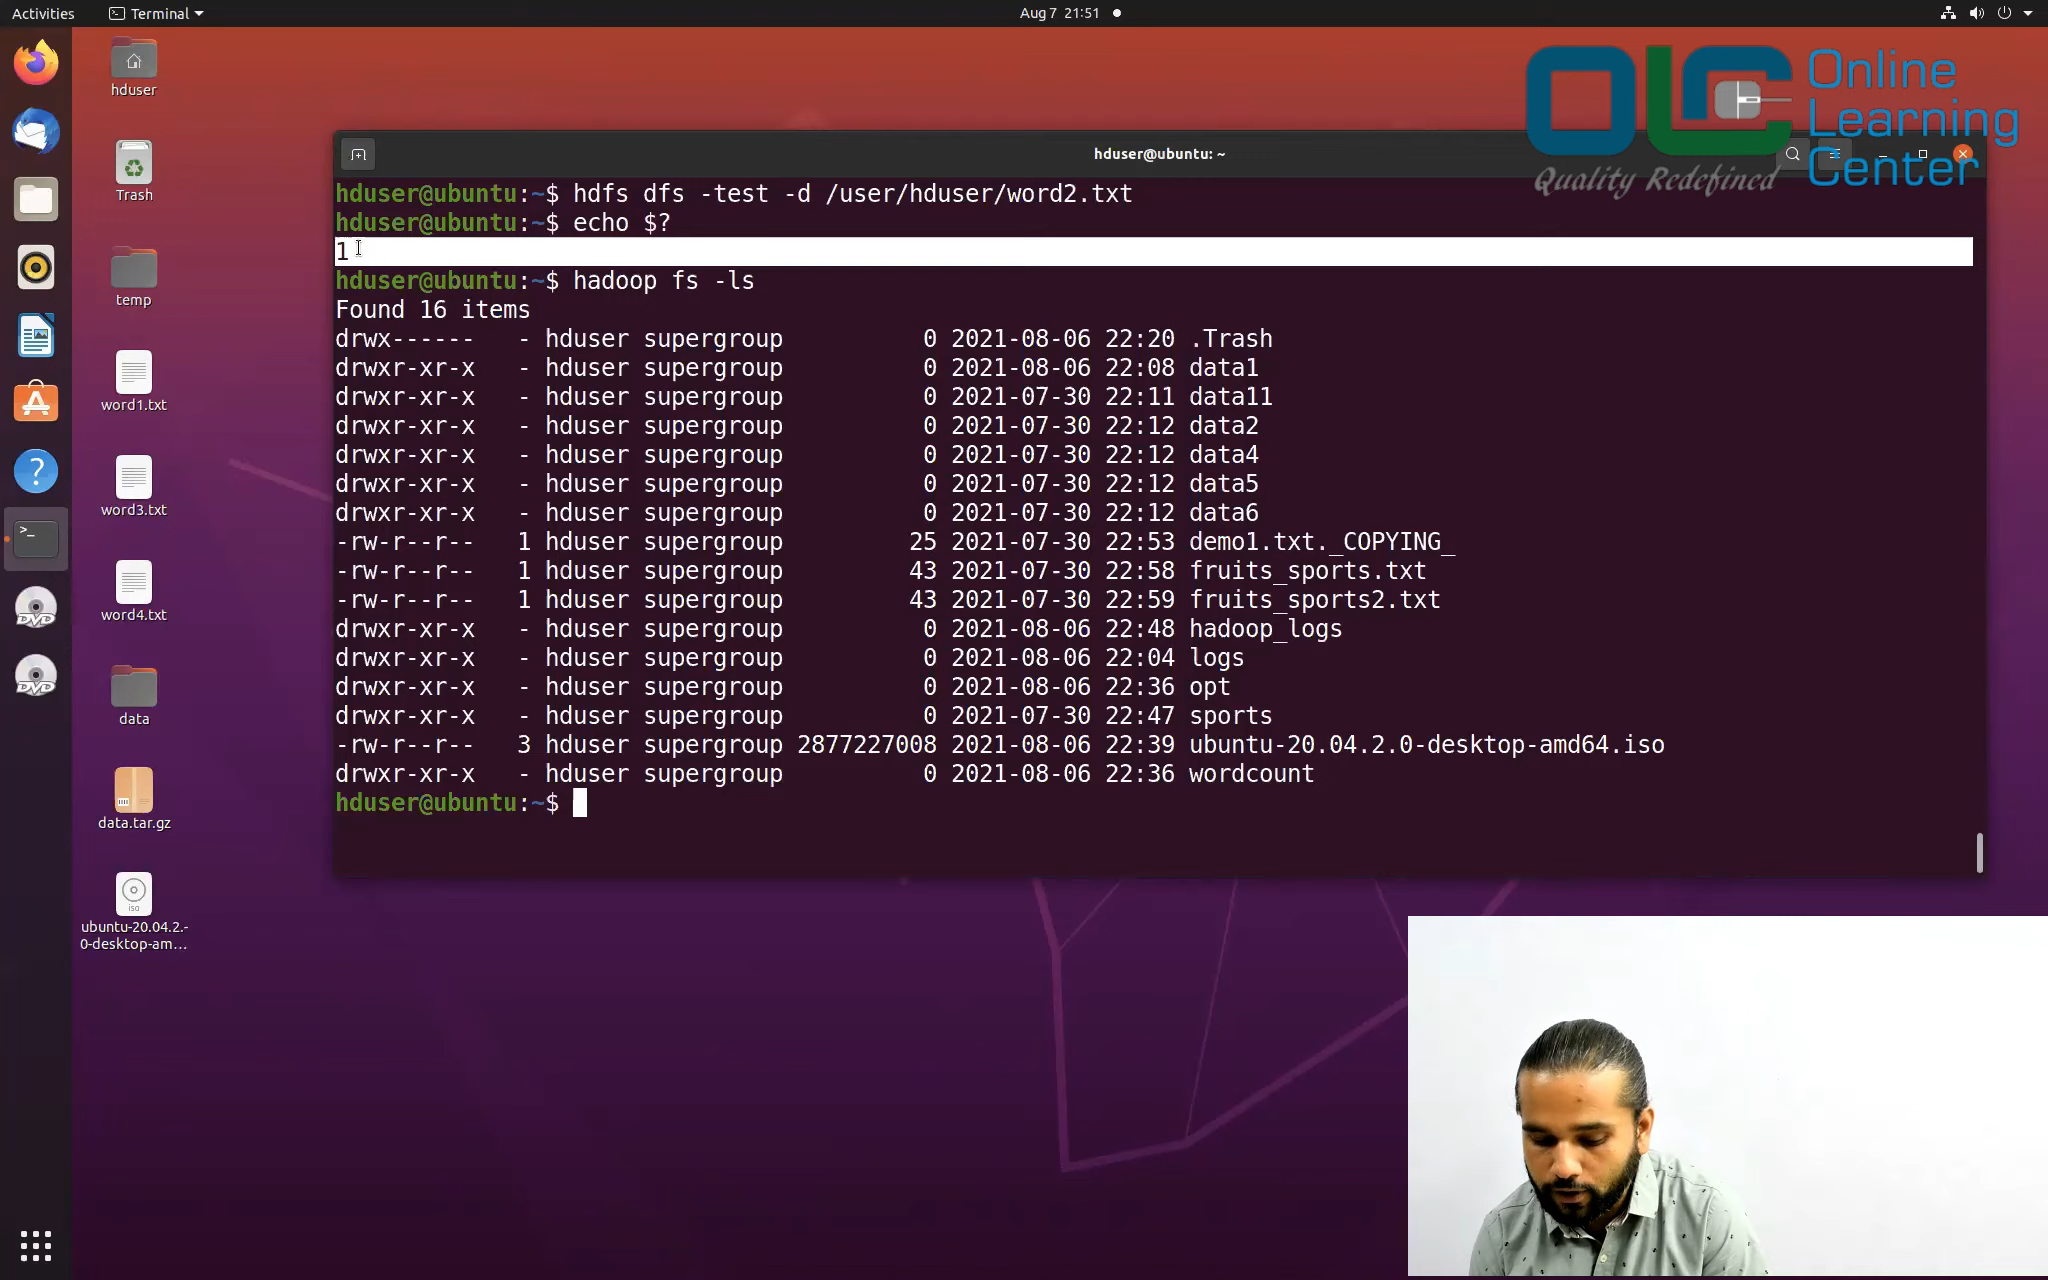 Activities
Terminal
Aug 7 21:51
hduser
Trash
temp
word1.txt
word3.txt
word4.txt
data
data.tar.gz
ubuntu-20.04.2.-
0-desktop-am...
iso
DVD
DVD
OLC
Online
Learning
Center
Quality Redefined
hduser@ubuntu: ~
hduser@ubuntu:~$ hdfs dfs -test -d /user/hduser/word2.txt
hduser@ubuntu:~$ echo $?
1
hduser@ubuntu:~$ hadoop fs -ls
Found 16 items
drwx------ - hduser supergroup 0 2021-08-06 22:20 .Trash
drwxr-xr-x - hduser supergroup 0 2021-08-06 22:08 data1
drwxr-xr-x - hduser supergroup 0 2021-07-30 22:11 data11
drwxr-xr-x - hduser supergroup 0 2021-07-30 22:12 data2
drwxr-xr-x - hduser supergroup 0 2021-07-30 22:12 data4
drwxr-xr-x - hduser supergroup 0 2021-07-30 22:12 data5
drwxr-xr-x - hduser supergroup 0 2021-07-30 22:12 data6
-rw-r--r-- 1 hduser supergroup 25 2021-07-30 22:53 demo1.txt._COPYING_
-rw-r--r-- 1 hduser supergroup 43 2021-07-30 22:58 fruits_sports.txt
-rw-r--r-- 1 hduser supergroup 43 2021-07-30 22:59 fruits_sports2.txt
drwxr-xr-x - hduser supergroup 0 2021-08-06 22:48 hadoop_logs
drwxr-xr-x - hduser supergroup 0 2021-08-06 22:04 logs
drwxr-xr-x - hduser supergroup 0 2021-08-06 22:36 opt
drwxr-xr-x - hduser supergroup 0 2021-07-30 22:47 sports
-rw-r--r-- 3 hduser supergroup 2877227008 2021-08-06 22:39 ubuntu-20.04.2.0-desktop-amd64.iso
drwxr-xr-x - hduser supergroup 0 2021-08-06 22:36 wordcount
hduser@ubuntu:~$